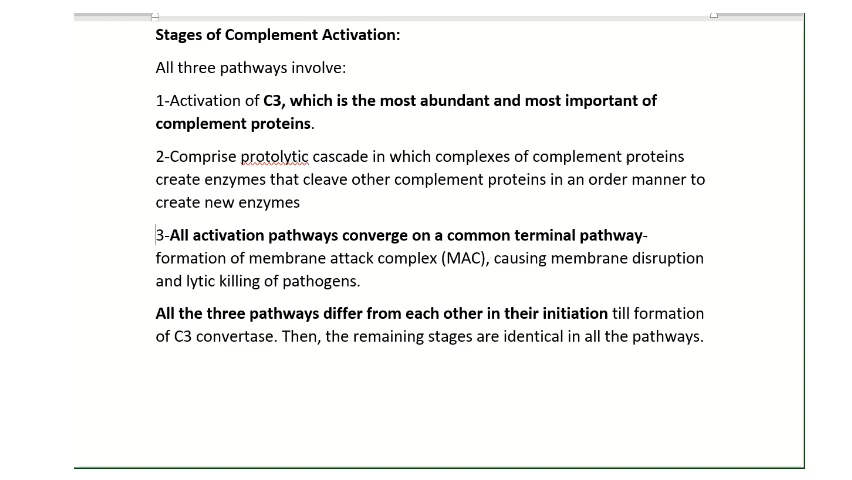 Stages of Complement Activation:
All three pathways involve:
1-Activation of C3, which is the most abundant and most important of
complement proteins.
2-Comprise protolytic cascade in which complexes of complement proteins
create enzymes that cleave other complement proteins in an order manner to
create new enzymes
3-All activation pathways converge on a common terminal pathway-
formation of membrane attack complex (MAC), causing membrane disruption
and lytic killing of pathogens.
All the three pathways differ from each other in their initiation till formation
of C3 convertase. Then, the remaining stages are identical in all the pathways.